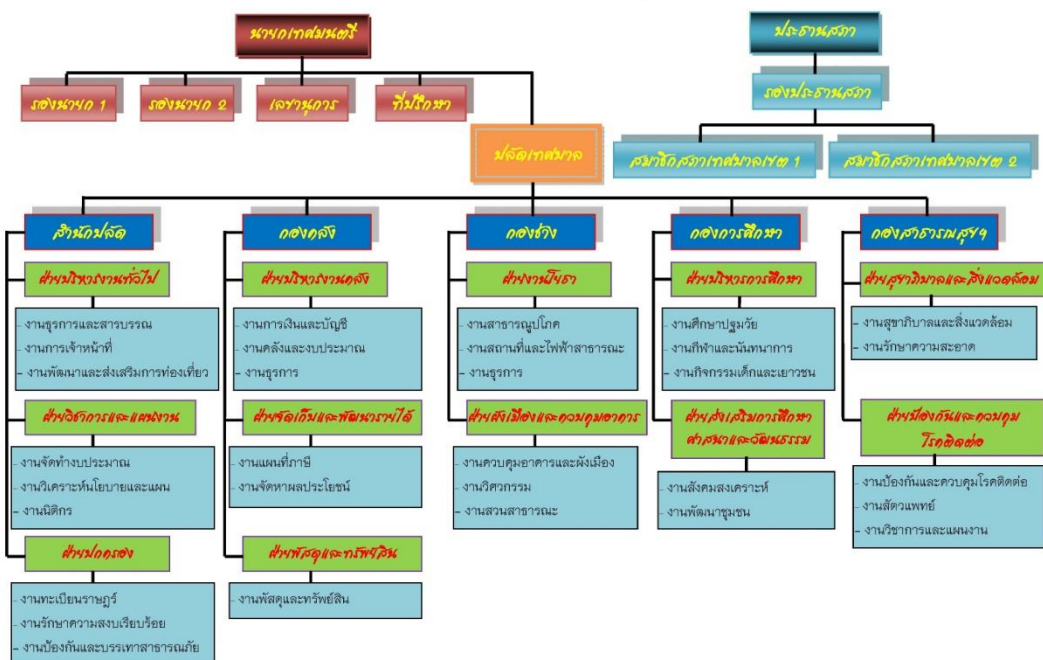 นายกเทศมนตรี
ประธานสภา
รองนายก 1
รองนายก 2
เลขานุการ
ที่ปรึกษา
รองประธานสภา
ปลัดเทศบาล
สมาชิกสภาเทศบาลเขต 1
สมาชิกสภาเทศบาลเขต 2
สำนักปลัด
ฝ่ายบริหารงานทั่วไป
- งานธุรการและสารบรรณ
- งานการเจ้าหน้าที่
- งานพัฒนาและส่งเสริมการท่องเที่ยว
ฝ่ายวิชาการและแผนงาน
- งานจัดทำงบประมาณ
- งานวิเคราะห์นโยบายและแผน
- งานนิติกร
ฝ่ายปกครอง
- งานทะเบียนราษฎร์
- งานรักษาความสงบเรียบร้อย
- งานป้องกันและบรรเทาสาธารณภัย
กองคลัง
ฝ่ายบริหารงานคลัง
- งานการเงินและบัญชี
- งานคลังและงบประมาณ
- งานธุรการ
ฝ่ายจัดเก็บและพัฒนารายได้
- งานแผนที่ภาษี
- งานจัดหาผลประโยชน์
ฝ่ายพัสดุและทรัพย์สิน
- งานพัสดุและทรัพย์สิน
กองช่าง
ฝ่ายงานโยธา
- งานสาธารณูปโภค
- งานสถานที่และไฟฟ้าสาธารณะ
- งานธุรการ
ฝ่ายผังเมืองและควบคุมอาคาร
- งานควบคุมอาคารและผังเมือง
- งานวิศวกรรม
- งานสวนสาธารณะ
กองการศึกษา
ฝ่ายบริหารการศึกษา
- งานศึกษาปฐมวัย
- งานกีฬาและนันทนาการ
- งานกิจกรรมเด็กและเยาวชน
ฝ่ายส่งเสริมการศึกษา
ศาสนาและวัฒนธรรม
- งานสังคมสงเคราะห์
- งานพัฒนาชุมชน
กองสาธารณสุขฯ
ฝ่ายสุขาภิบาลและสิ่งแวดล้อม
- งานสุขาภิบาลและสิ่งแวดล้อม
- งานรักษาความสะอาด
ฝ่ายป้องกันและควบคุม
โรคติดต่อ
- งานป้องกันและควบคุมโรคติดต่อ
- งานสัตวแพทย์
- งานวิชาการและแผนงาน